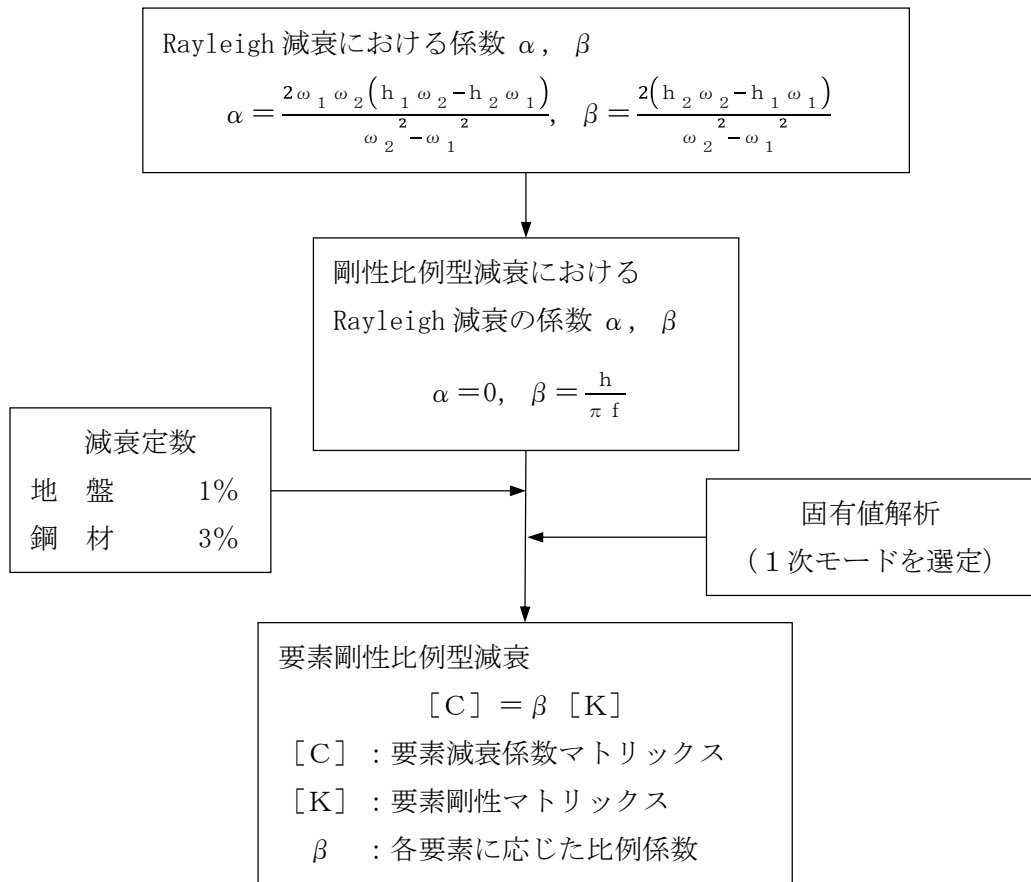 Rayleigh 減衰における係数 α, β
α＝2ω₁ω₂(h₁ω₂−h₂ω₁)/(ω₂²−ω₁²), β＝2(h₂ω₂−h₁ω₁)/(ω₂²−ω₁²)
剛性比例型減衰における
Rayleigh 減衰の係数 α, β
α＝0, β＝h/(πf)
減衰定数
地　盤　1%
鋼　材　3%
固有値解析
（１次モードを選定）
要素剛性比例型減衰
［Ｃ］＝β［Ｋ］
［Ｃ］：要素減衰係数マトリックス
［Ｋ］：要素剛性マトリックス
β　：各要素に応じた比例係数